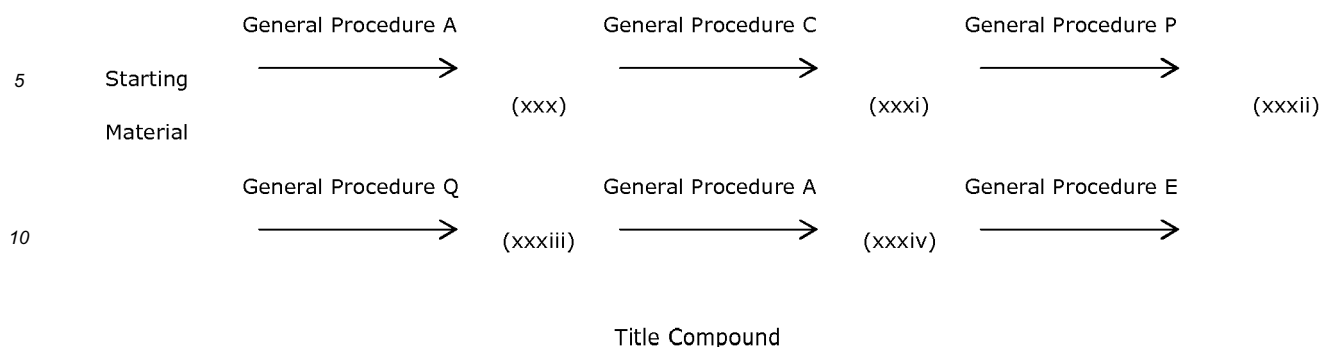 General Procedure A General Procedure C General Procedure P
5 Starting
(xxx) (xxxi) (xxxii)
Material
General Procedure Q General Procedure A General Procedure E
10 (xxxiii) (xxxiv)
Title Compound